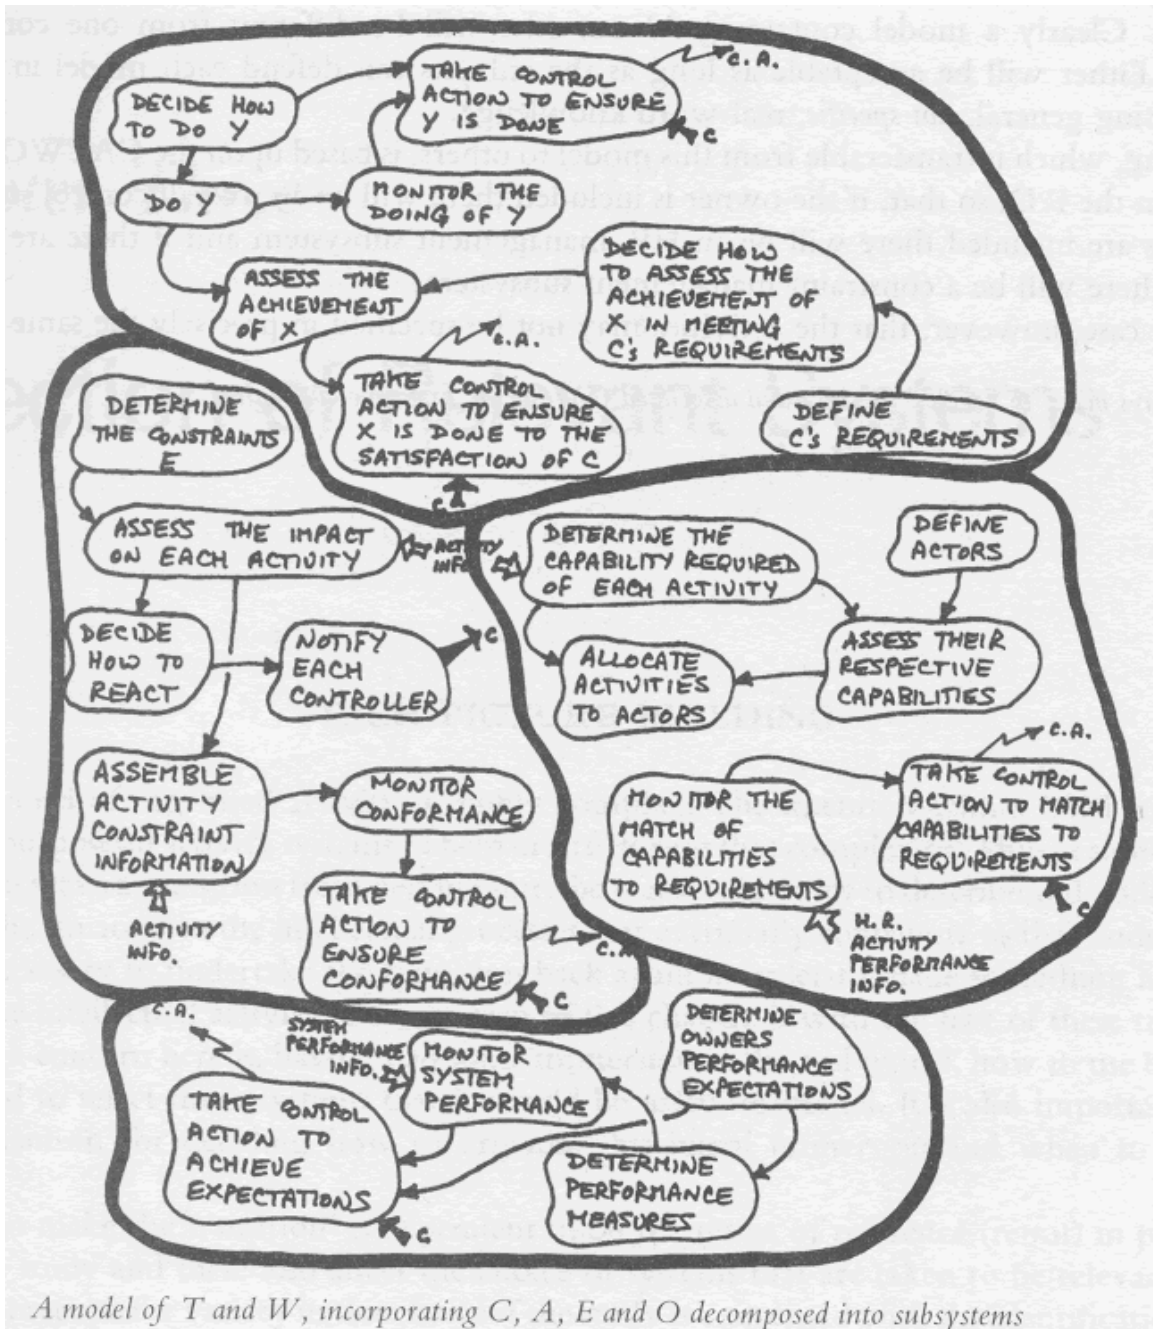 DECIDE HOW
TO DO Y
TAKE CONTROL
ACTION TO ENSURE
Y IS DONE
C.A.
C
DO Y
MONITOR THE
DOING OF Y
ASSESS THE
ACHIEVEMENT
OF X
DECIDE HOW
TO ASSESS THE
ACHIEVEMENT OF
X IN MEETING
C's REQUIREMENTS
C.A.
TAKE CONTROL
ACTION TO ENSURE
X IS DONE TO THE
SATISFACTION OF C
C
DEFINE
C's REQUIREMENTS
DETERMINE
THE CONSTRAINTS
E
ASSESS THE IMPACT
ON EACH ACTIVITY
ACTIVITY
INFO.
DECIDE
HOW TO
REACT
NOTIFY
EACH
CONTROLLER
C
ASSEMBLE
ACTIVITY
CONSTRAINT
INFORMATION
ACTIVITY
INFO.
MONITOR
CONFORMANCE
TAKE CONTROL
ACTION TO
ENSURE
CONFORMANCE
C.A.
C
DETERMINE THE
CAPABILITY REQUIRED
OF EACH ACTIVITY
DEFINE
ACTORS
ASSESS THEIR
RESPECTIVE
CAPABILITIES
ALLOCATE
ACTIVITIES
TO ACTORS
MONITOR THE
MATCH OF
CAPABILITIES
TO REQUIREMENTS
C.A.
TAKE CONTROL
ACTION TO MATCH
CAPABILITIES TO
REQUIREMENTS
C
H.R.
ACTIVITY
PERFORMANCE
INFO.
C.A.
SYSTEM
PERFORMANCE
INFO.
MONITOR
SYSTEM
PERFORMANCE
DETERMINE
OWNERS
PERFORMANCE
EXPECTATIONS
TAKE CONTROL
ACTION TO
ACHIEVE
EXPECTATIONS
C
DETERMINE
PERFORMANCE
MEASURES
A model of T and W, incorporating C, A, E and O decomposed into subsystems